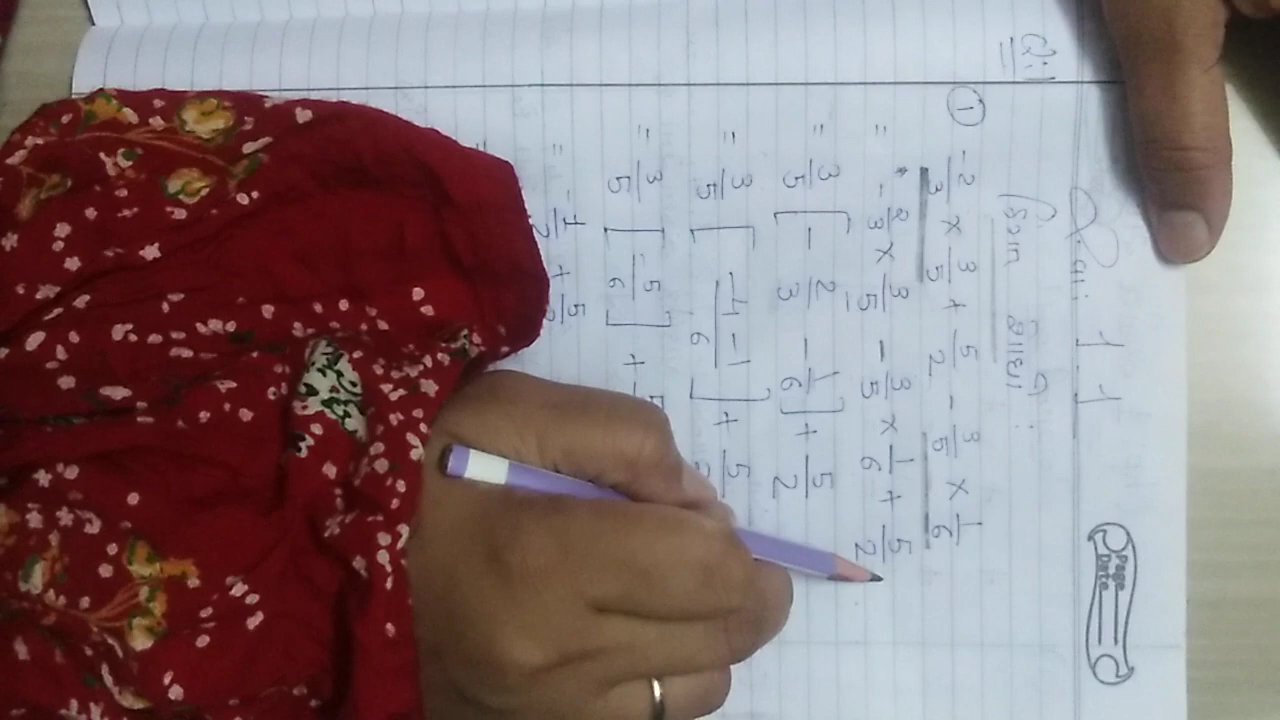 Page
Date
Ex: 1.1
Q:1
① -2/3 × 3/5 + 5/2 - 3/5 × 1/6
= -2/3 × 3/5 - 3/5 × 1/6 + 5/2
= 3/5 [ -2/3 - 1/6 ] + 5/2
= 3/5 [ -4-1/6 ] + 5/2
= 3/5 [ -5/6 ] +
= -1/2 + 5/2
=